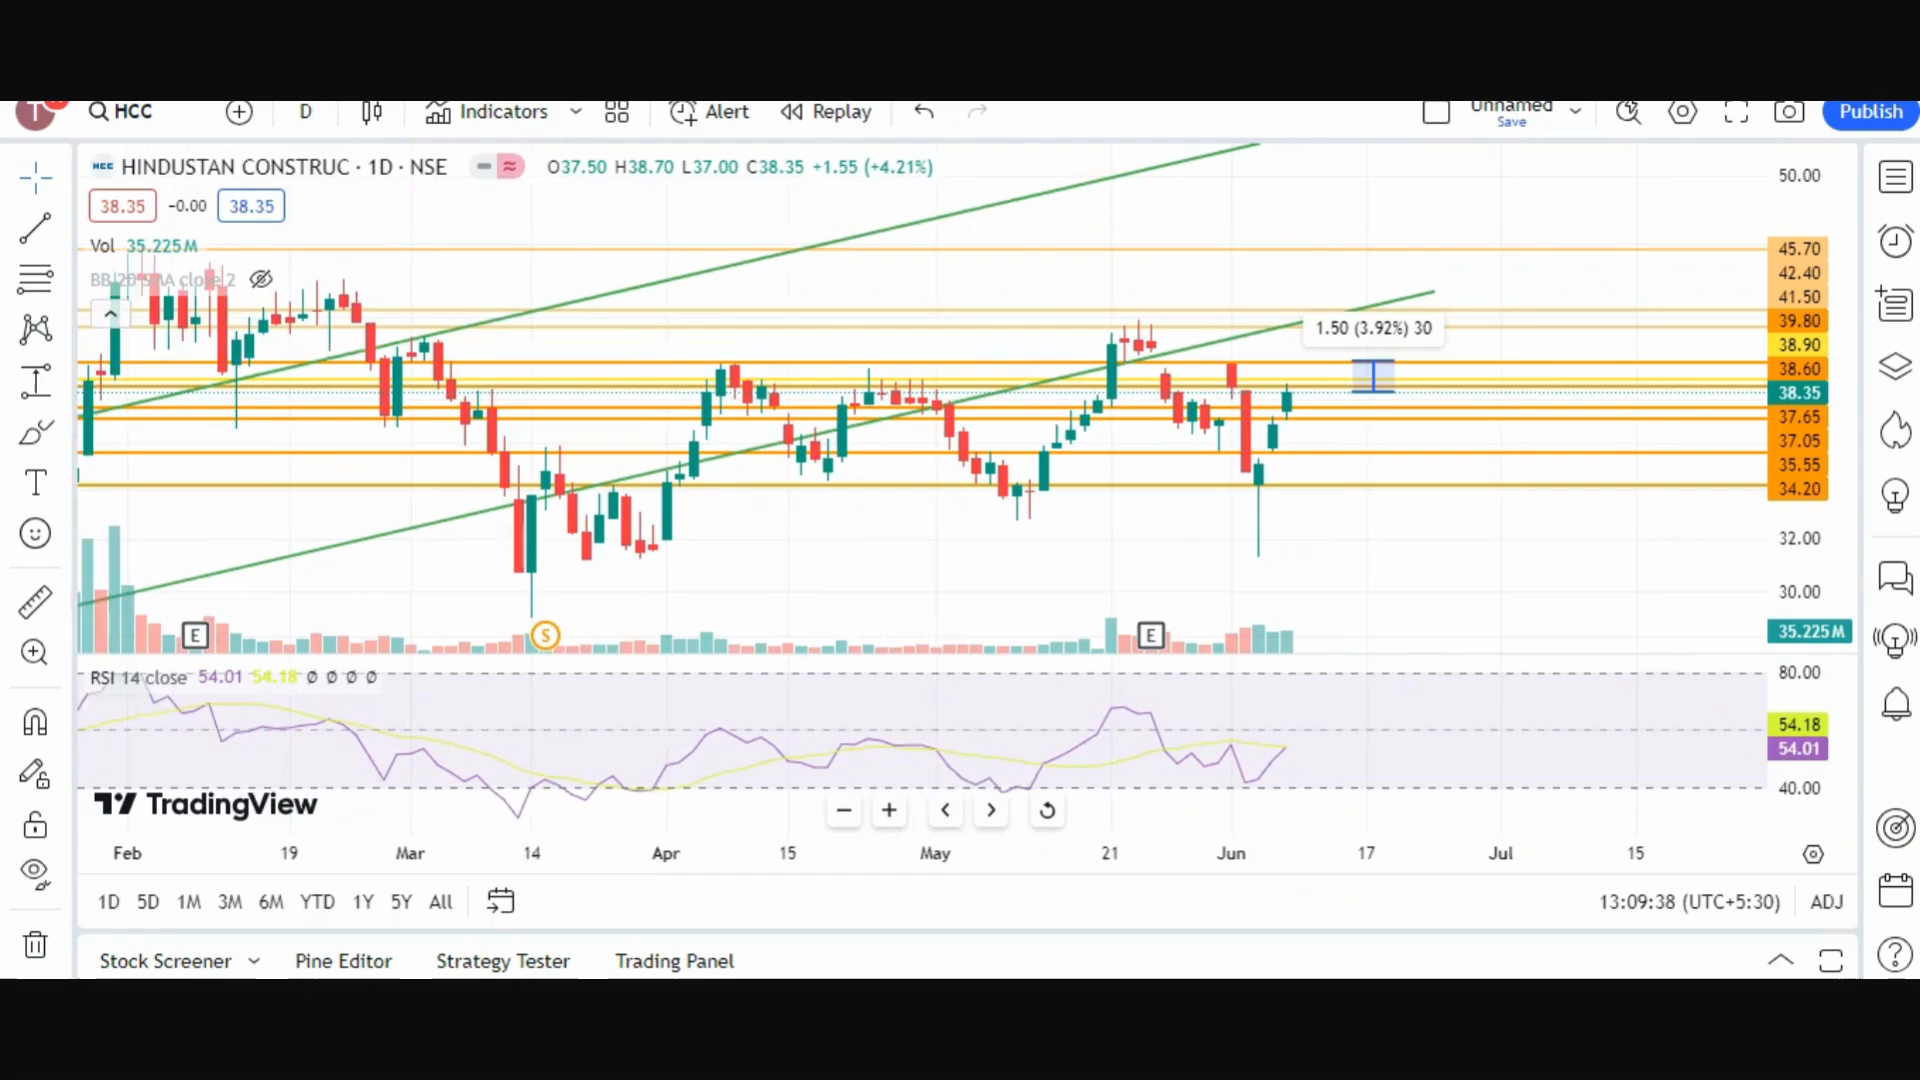 T HCC D Indicators Alert Replay Unnamed Save Publish
HCC HINDUSTAN CONSTRUC · 1D · NSE O37.50 H38.70 L37.00 C38.35 +1.55 (+4.21%)
38.35 -0.00 38.35
Vol 35.225M
BB 20 SMA close 2
50.00
45.70
42.40
41.50
39.80
38.90
38.60
38.35
37.65
37.05
35.55
34.20
32.00
30.00
35.225M
1.50 (3.92%) 30
E S E
RSI 14 close 54.01 54.18 Ø Ø Ø Ø
80.00
54.18
54.01
40.00
TradingView
Feb 19 Mar 14 Apr 15 May 21 Jun 17 Jul 15
1D 5D 1M 3M 6M YTD 1Y 5Y All 13:09:38 (UTC+5:30) ADJ
Stock Screener Pine Editor Strategy Tester Trading Panel